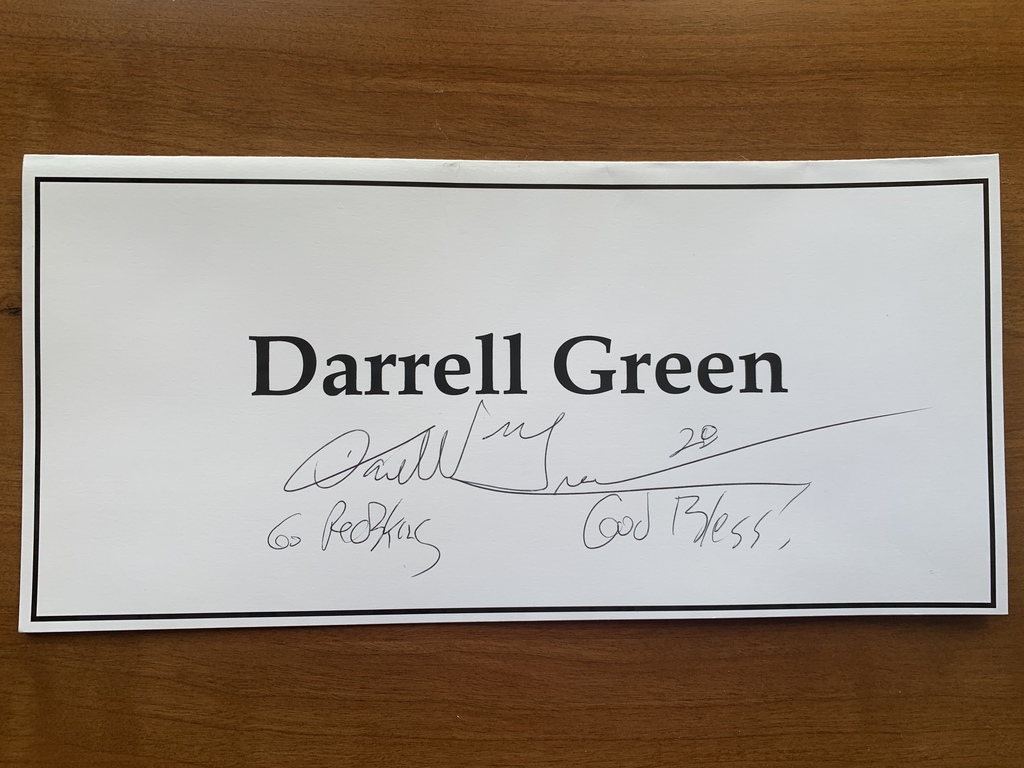 Darrell Green
Darrell Green 28
Go Redskins God Bless!